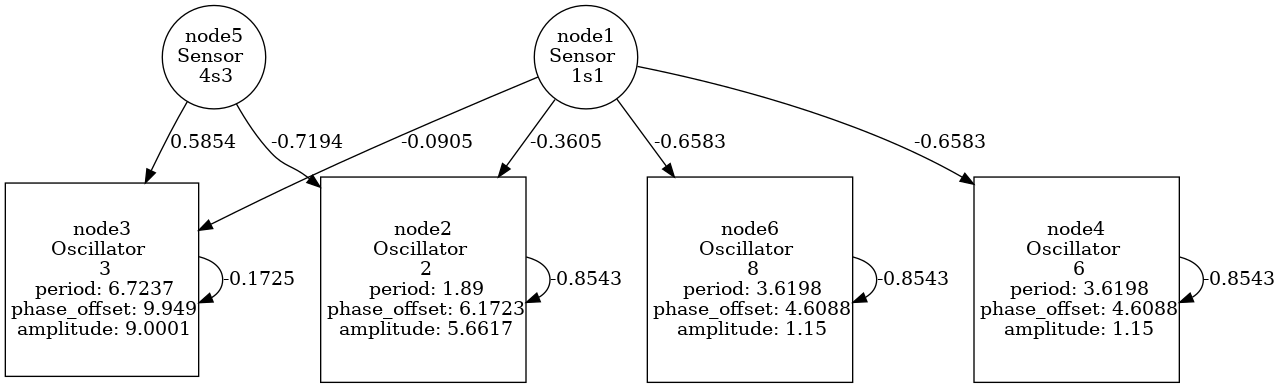 node5
Sensor
4s3
node1
Sensor
1s1
0.5854
-0.7194
-0.0905
-0.3605
-0.6583
-0.6583
node3
Oscillator
3
period: 6.7237
phase_offset: 9.949
amplitude: 9.0001
-0.1725
node2
Oscillator
2
period: 1.89
phase_offset: 6.1723
amplitude: 5.6617
-0.8543
node6
Oscillator
8
period: 3.6198
phase_offset: 4.6088
amplitude: 1.15
-0.8543
node4
Oscillator
6
period: 3.6198
phase_offset: 4.6088
amplitude: 1.15
-0.8543